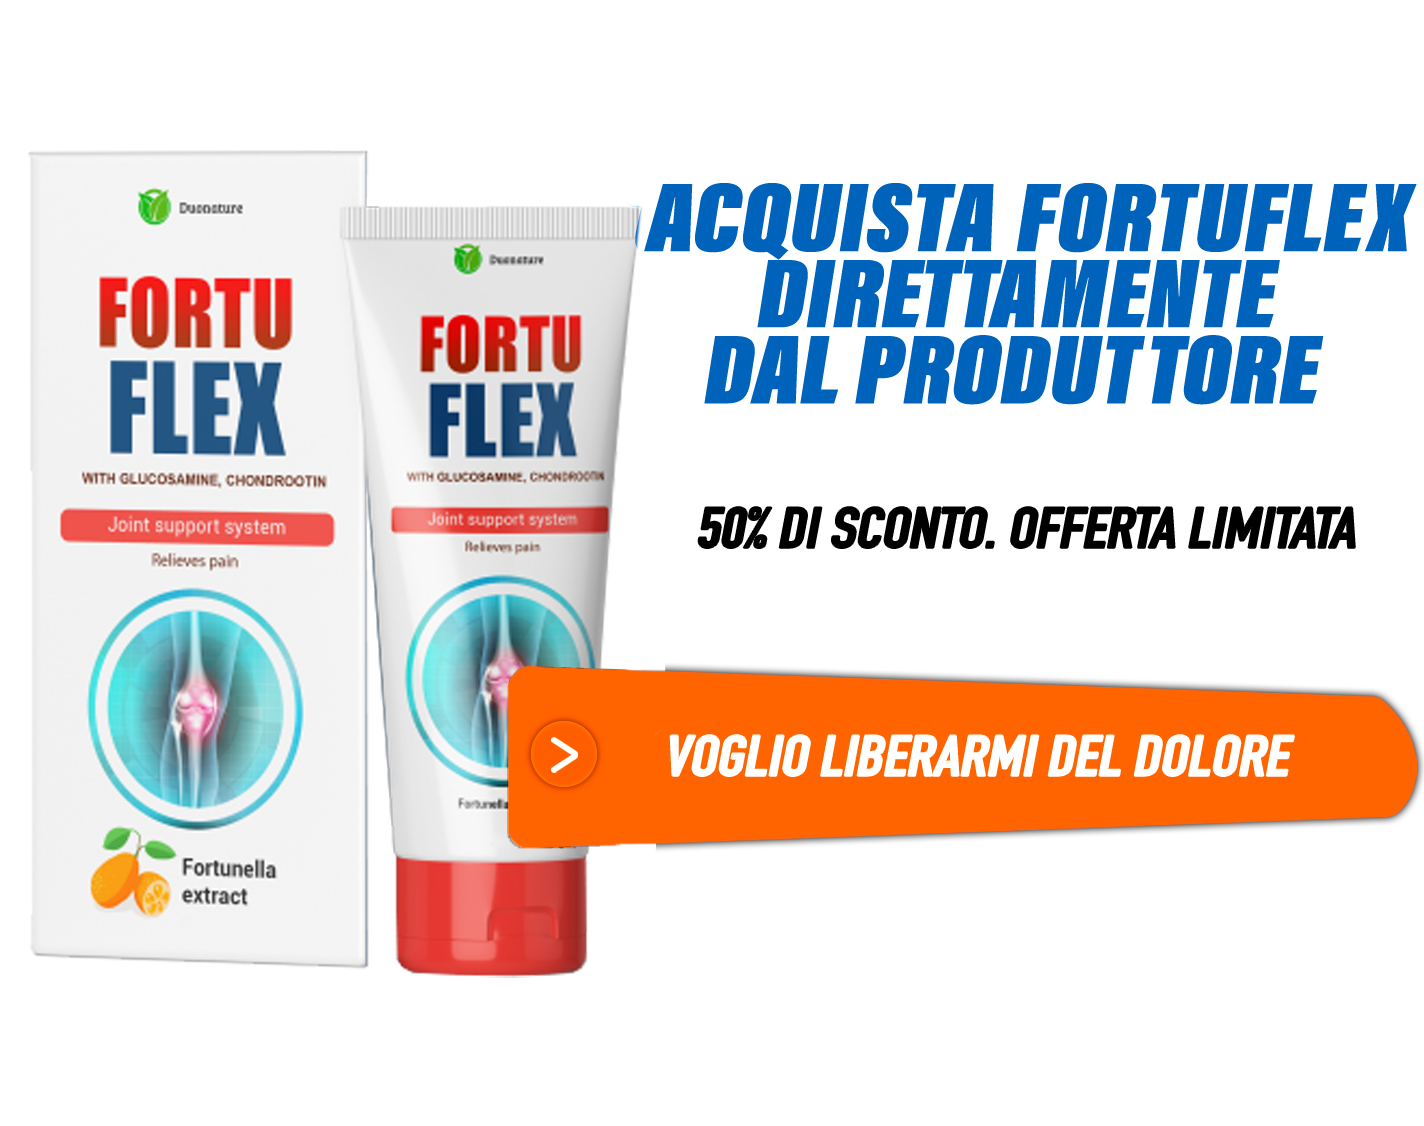 Duonature
FORTU
FLEX
WITH GLUCOSAMINE, CHONDROOTIN
Joint support system
Relieves pain
Fortunella
extract
Duonature
FORTU
FLEX
WITH GLUCOSAMINE, CHONDROOTIN
Joint support system
Relieves pain
Fortunella
ACQUISTA FORTUFLEX
DIRETTAMENTE
DAL PRODUTTORE
50% DI SCONTO. OFFERTA LIMITATA
VOGLIO LIBERARMI DEL DOLORE